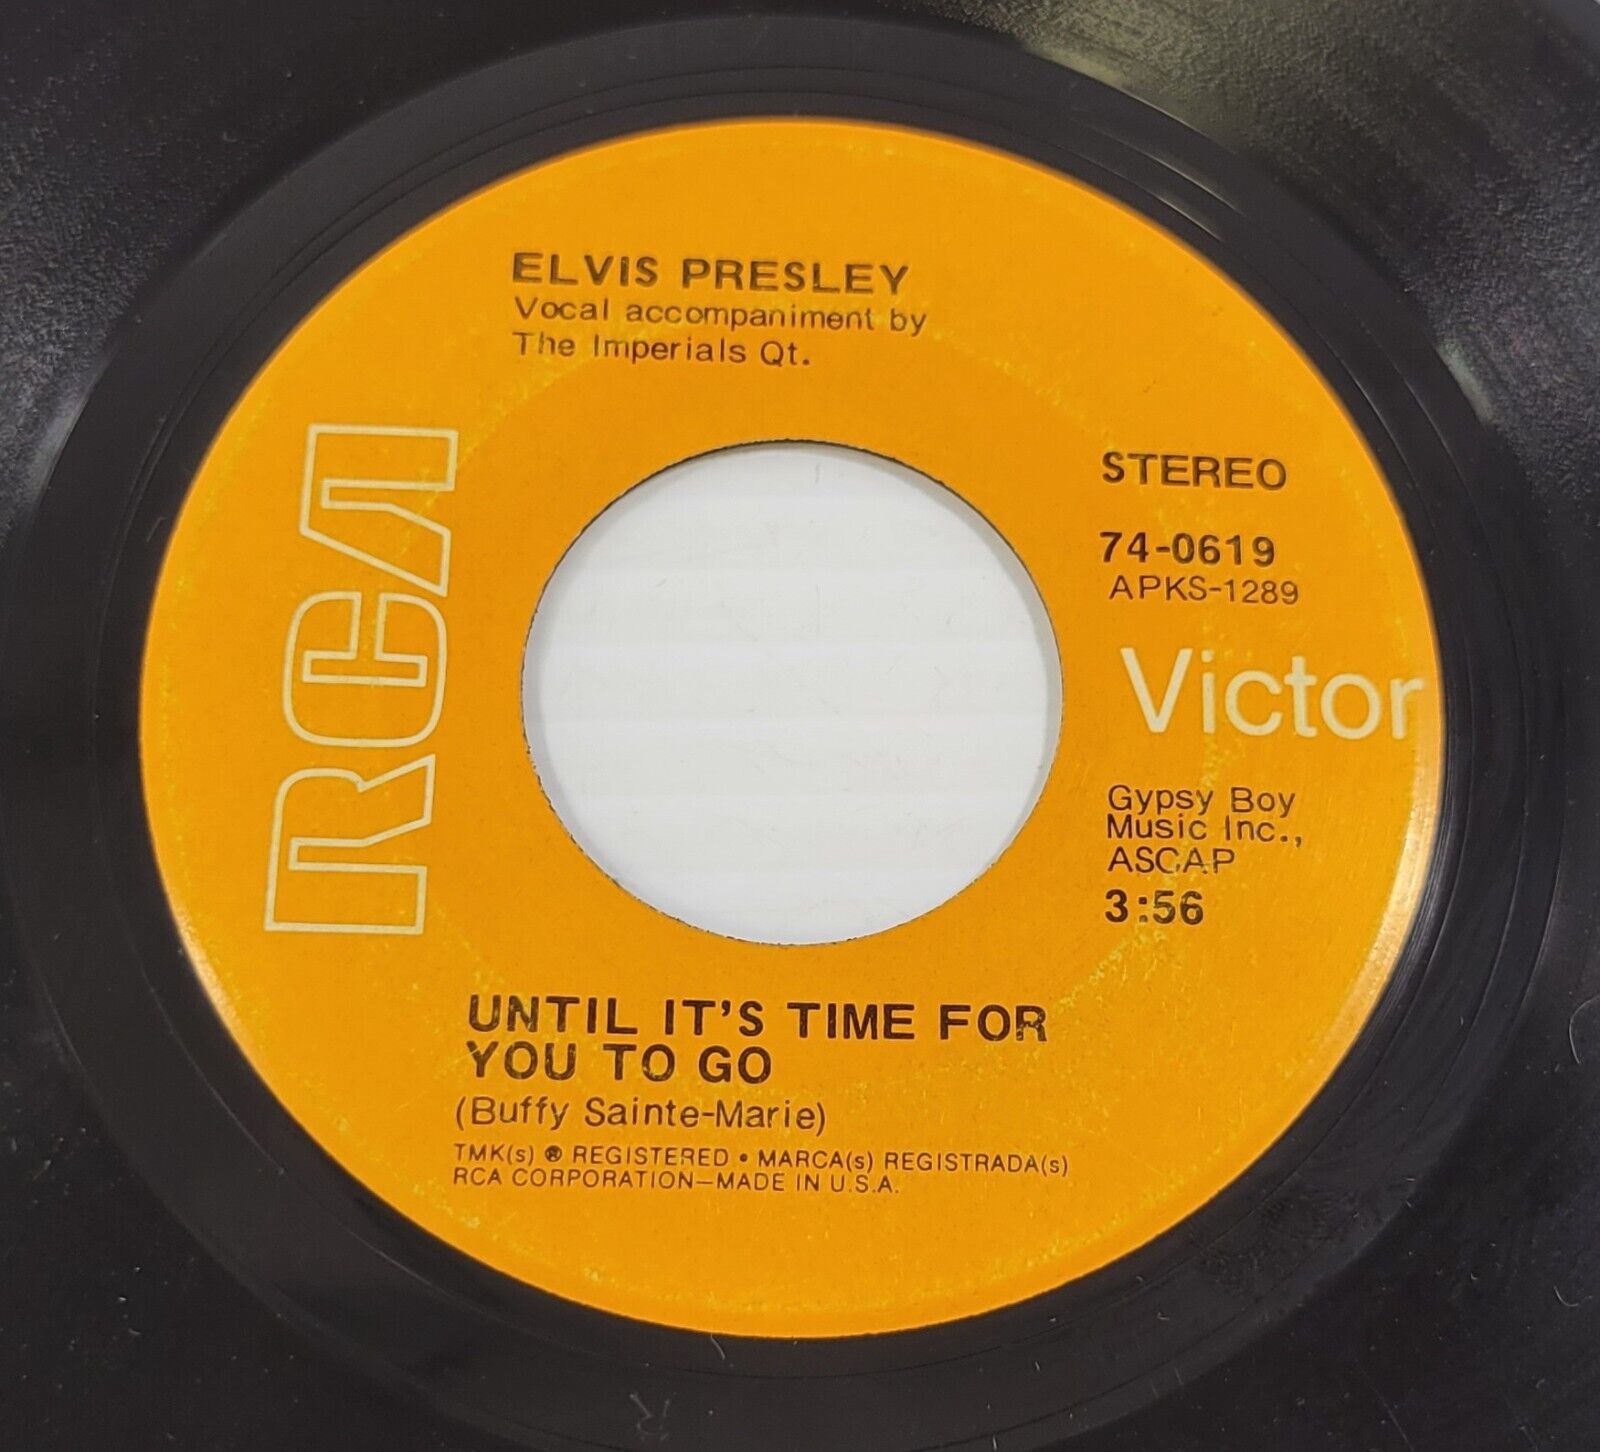 ELVIS PRESLEY
Vocal accompaniment by
The Imperials Qt.
RCA
STEREO
74-0619
APKS-1289
Victor
Gypsy Boy
Music Inc.,
ASCAP
3:56
UNTIL IT'S TIME FOR
YOU TO GO
(Buffy Sainte-Marie)
TMK(s) ® REGISTERED • MARCA(s) REGISTRADA(s)
RCA CORPORATION—MADE IN U.S.A.
R